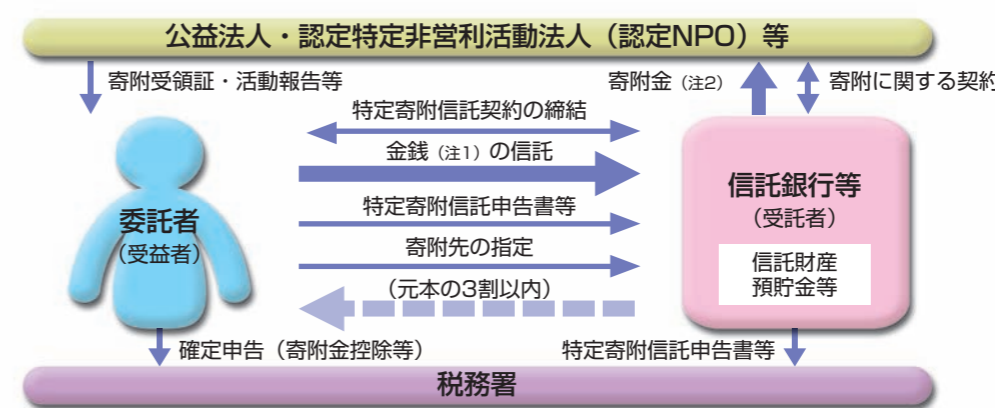 公益法人・認定特定非営利活動法人（認定NPO）等
寄附受領証・活動報告等
寄附金（注2）
寄附に関する契約
特定寄附信託契約の締結
金銭（注1）の信託
特定寄附信託申告書等
寄附先の指定
（元本の3割以内）
委託者
（受益者）
信託銀行等
（受託者）
信託財産
預貯金等
確定申告（寄附金控除等）
特定寄附信託申告書等
税務署